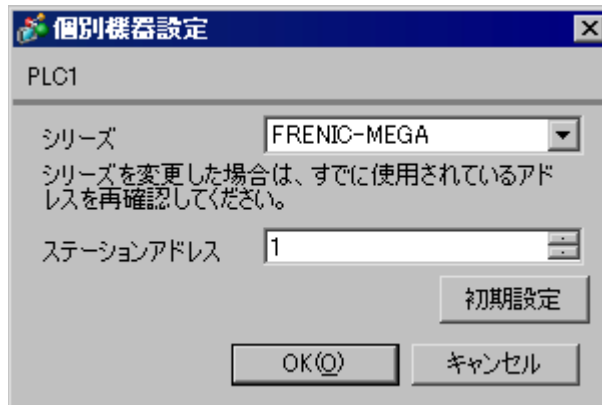 個別機器設定
PLC1
シリーズ FRENIC-MEGA
シリーズを変更した場合は、すでに使用されているアド
レスを再確認してください。
ステーションアドレス 1
初期設定
OK(O) キャンセル